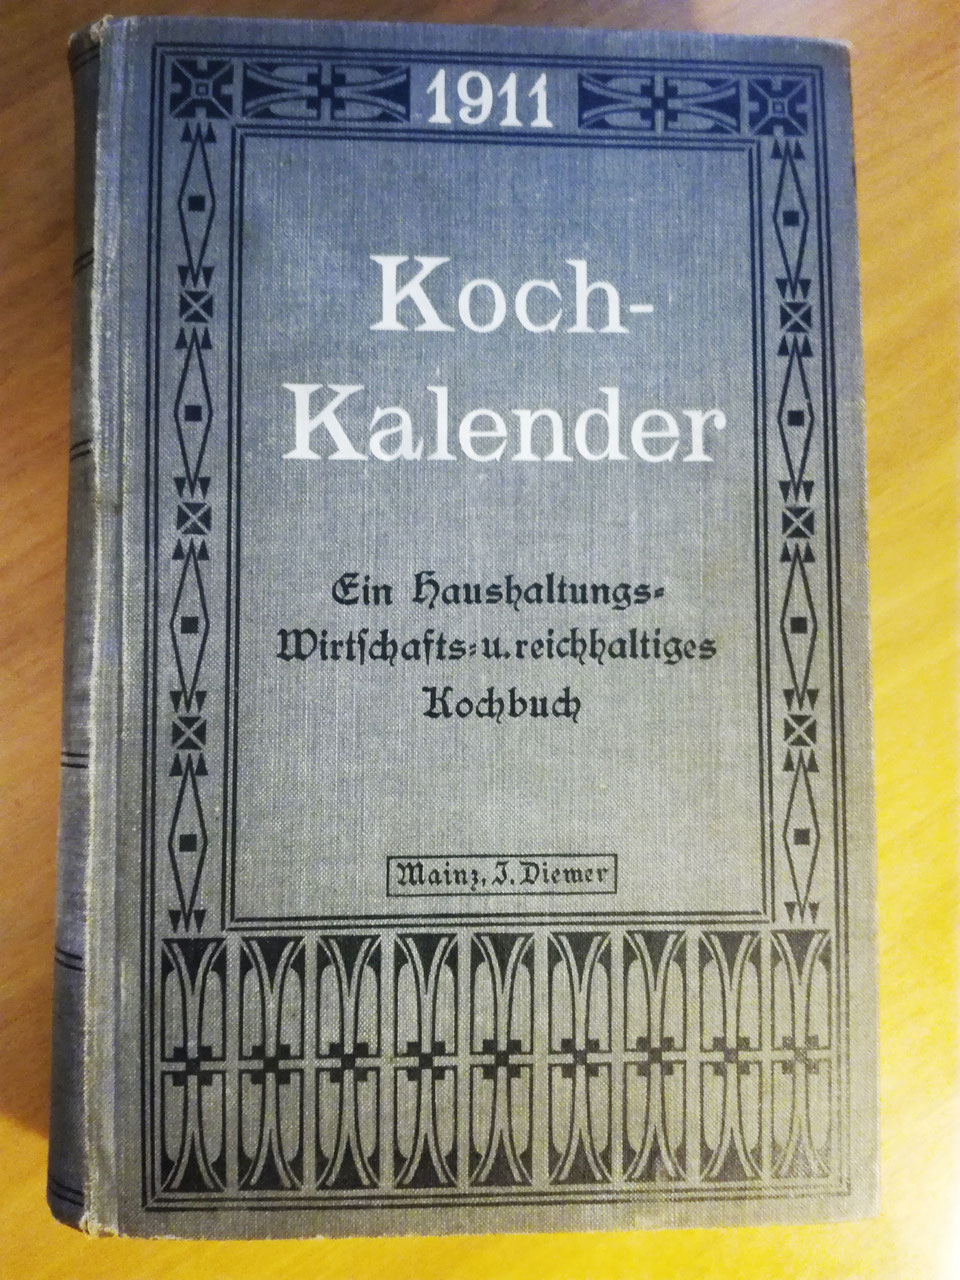 1911
Koch-
Kalender
Ein Haushaltungs-
Wirtſchafts- u. reichhaltiges
Kochbuch
Mainz, J. Diemer